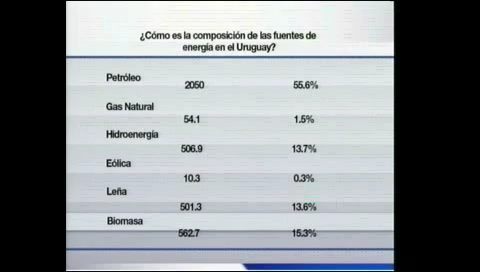 ¿Cómo es la composición de las fuentes de
energía en el Uruguay?
Petróleo
2050 55.6%
Gas Natural
54.1 1.5%
Hidroenergía
506.9 13.7%
Eólica
10.3 0.3%
Leña
501.3 13.6%
Biomasa
562.7 15.3%